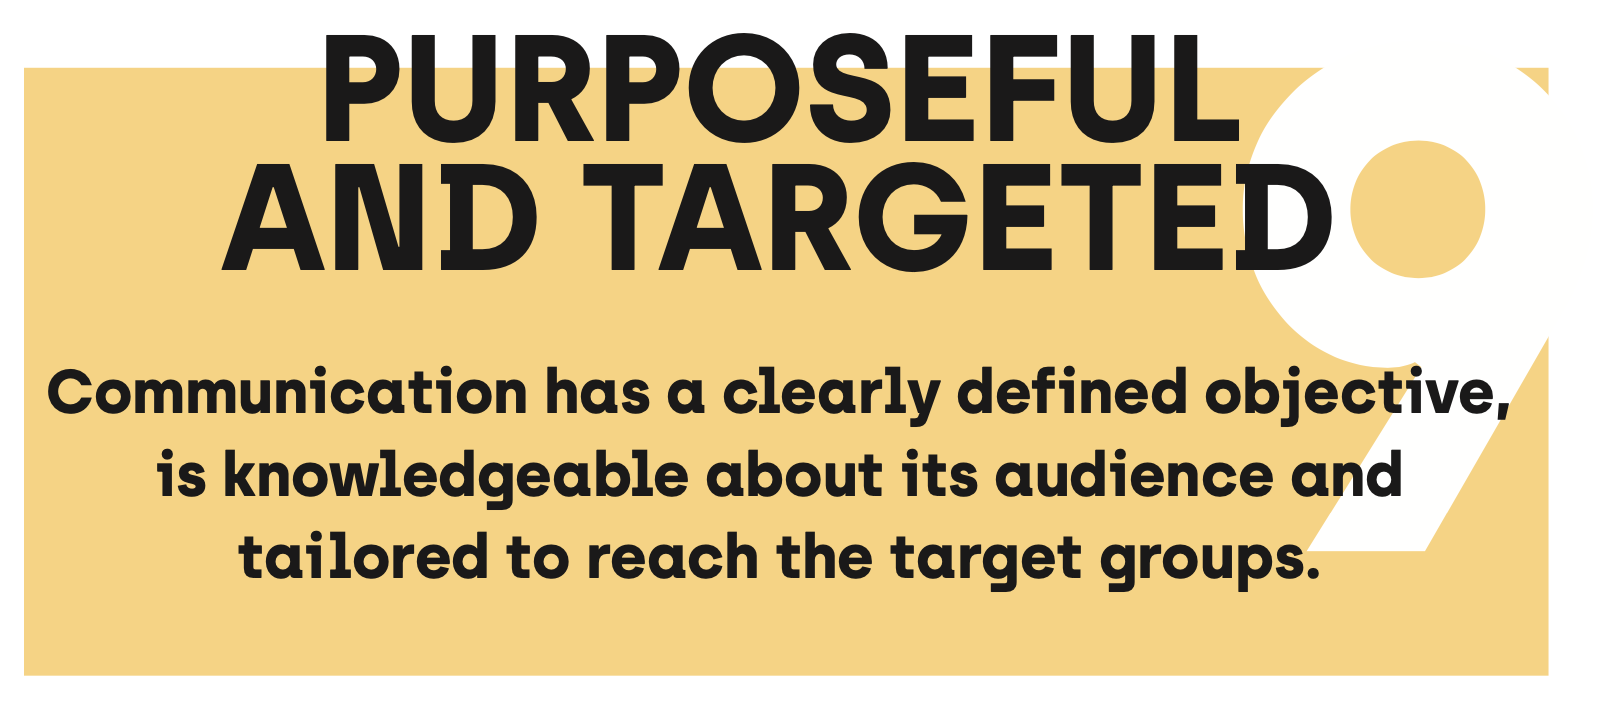 PURPOSEFUL
AND TARGETED
9
Communication has a clearly defined objective,
is knowledgeable about its audience and
tailored to reach the target groups.